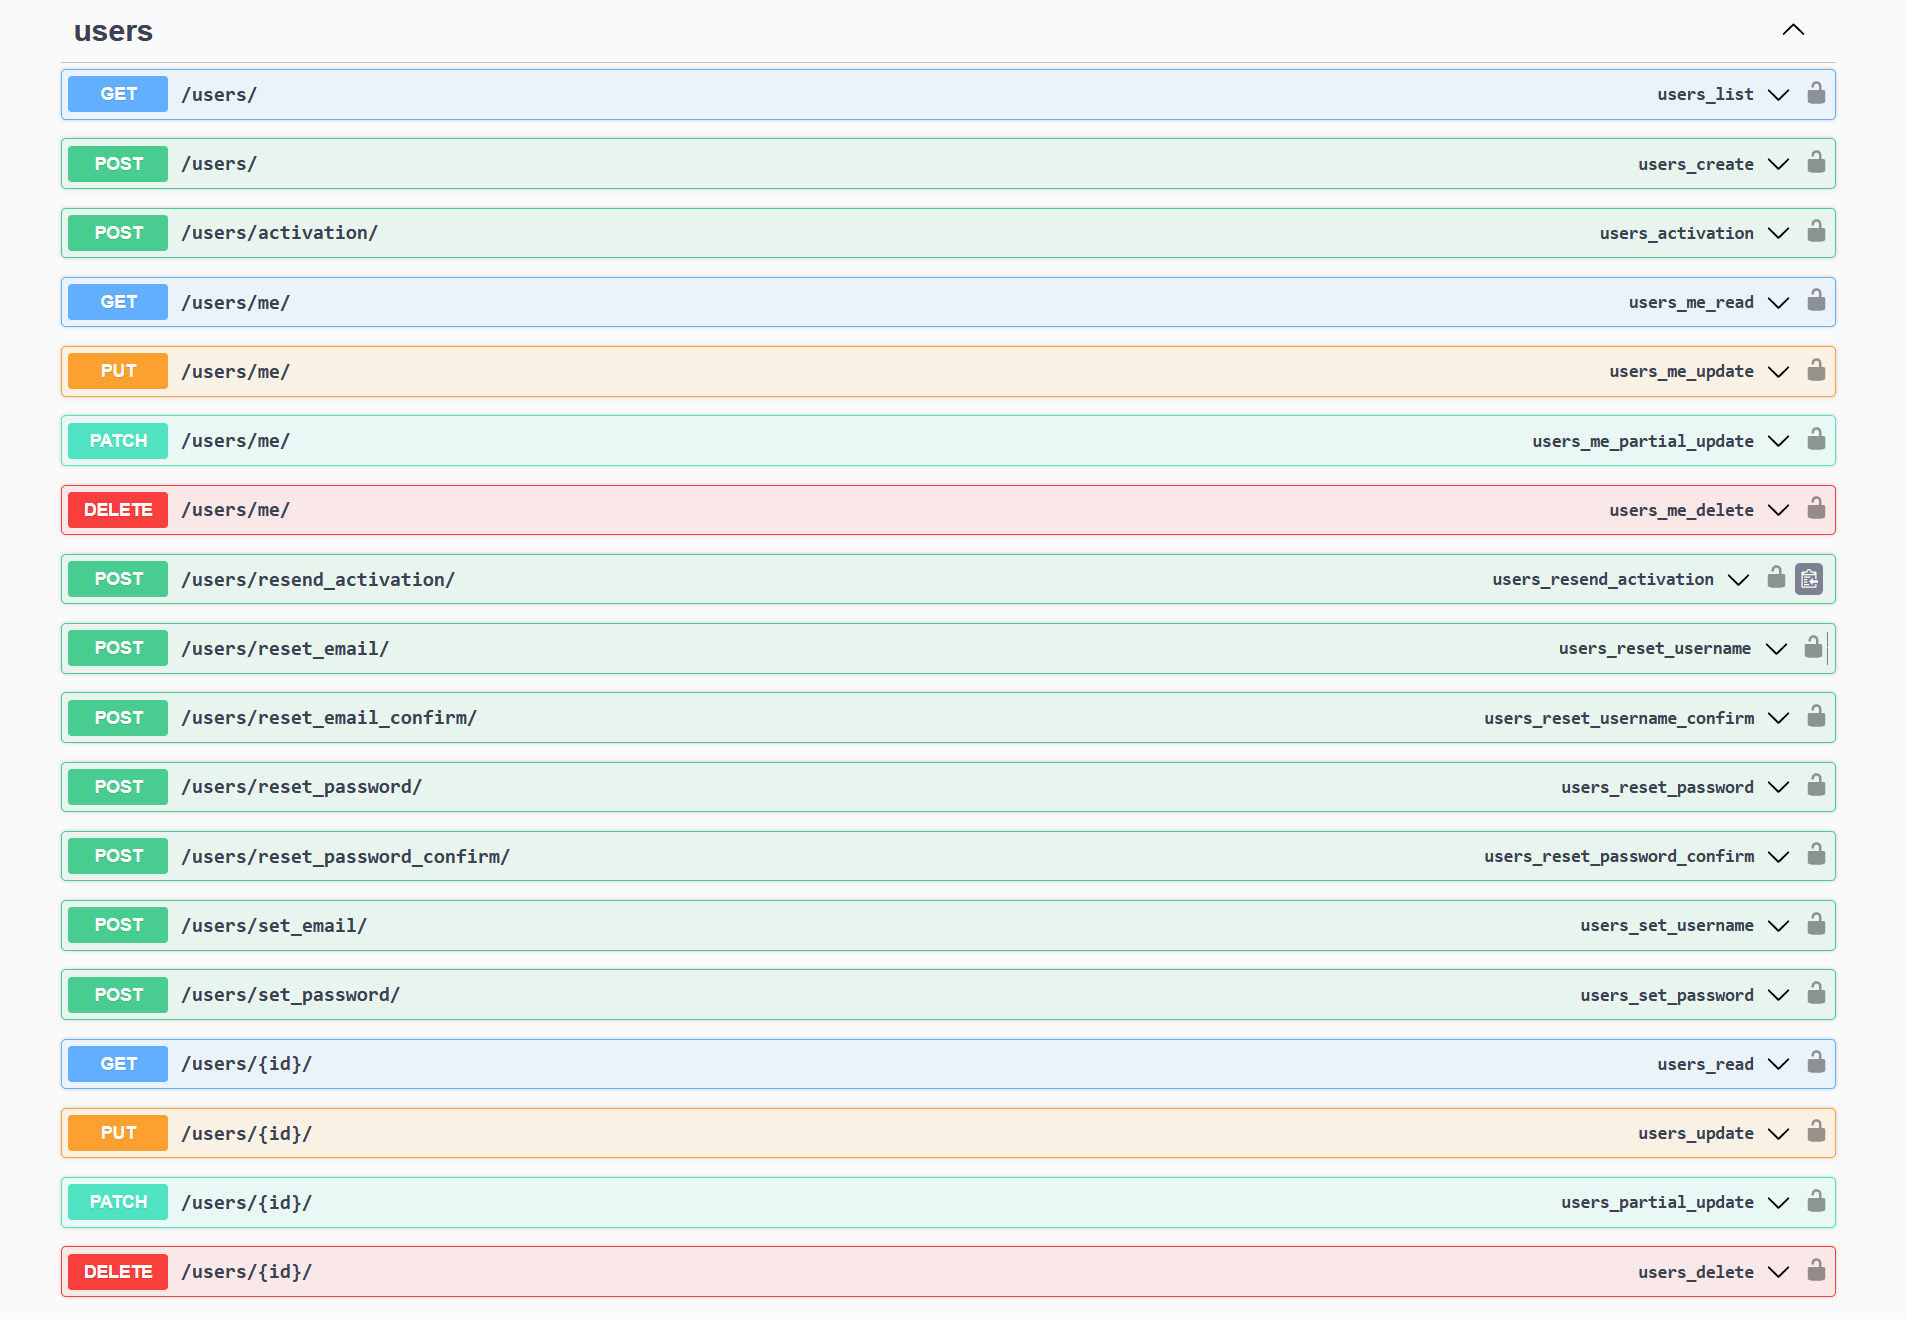 users
GET /users/ users_list
POST /users/ users_create
POST /users/activation/ users_activation
GET /users/me/ users_me_read
PUT /users/me/ users_me_update
PATCH /users/me/ users_me_partial_update
DELETE /users/me/ users_me_delete
POST /users/resend_activation/ users_resend_activation
POST /users/reset_email/ users_reset_username
POST /users/reset_email_confirm/ users_reset_username_confirm
POST /users/reset_password/ users_reset_password
POST /users/reset_password_confirm/ users_reset_password_confirm
POST /users/set_email/ users_set_username
POST /users/set_password/ users_set_password
GET /users/{id}/ users_read
PUT /users/{id}/ users_update
PATCH /users/{id}/ users_partial_update
DELETE /users/{id}/ users_delete